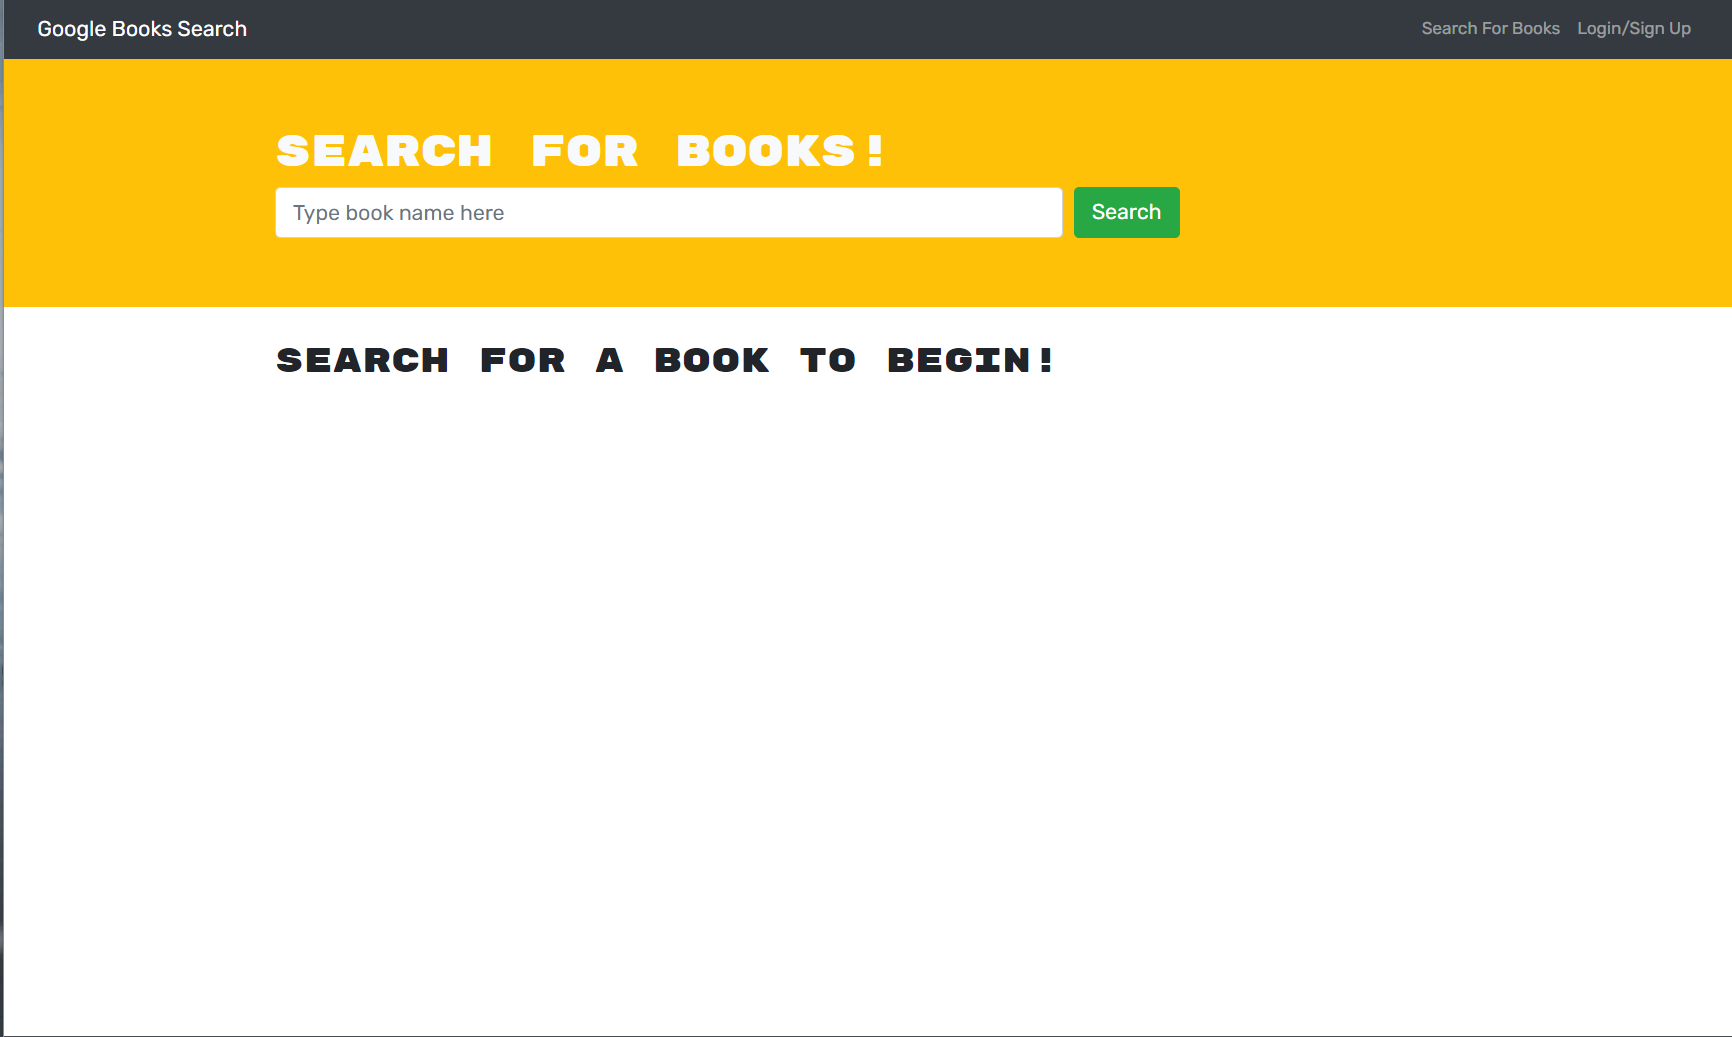 Google Books Search
Search For Books
Login/Sign Up
SEARCH FOR BOOKS!
Type book name here
Search
SEARCH FOR A BOOK TO BEGIN!